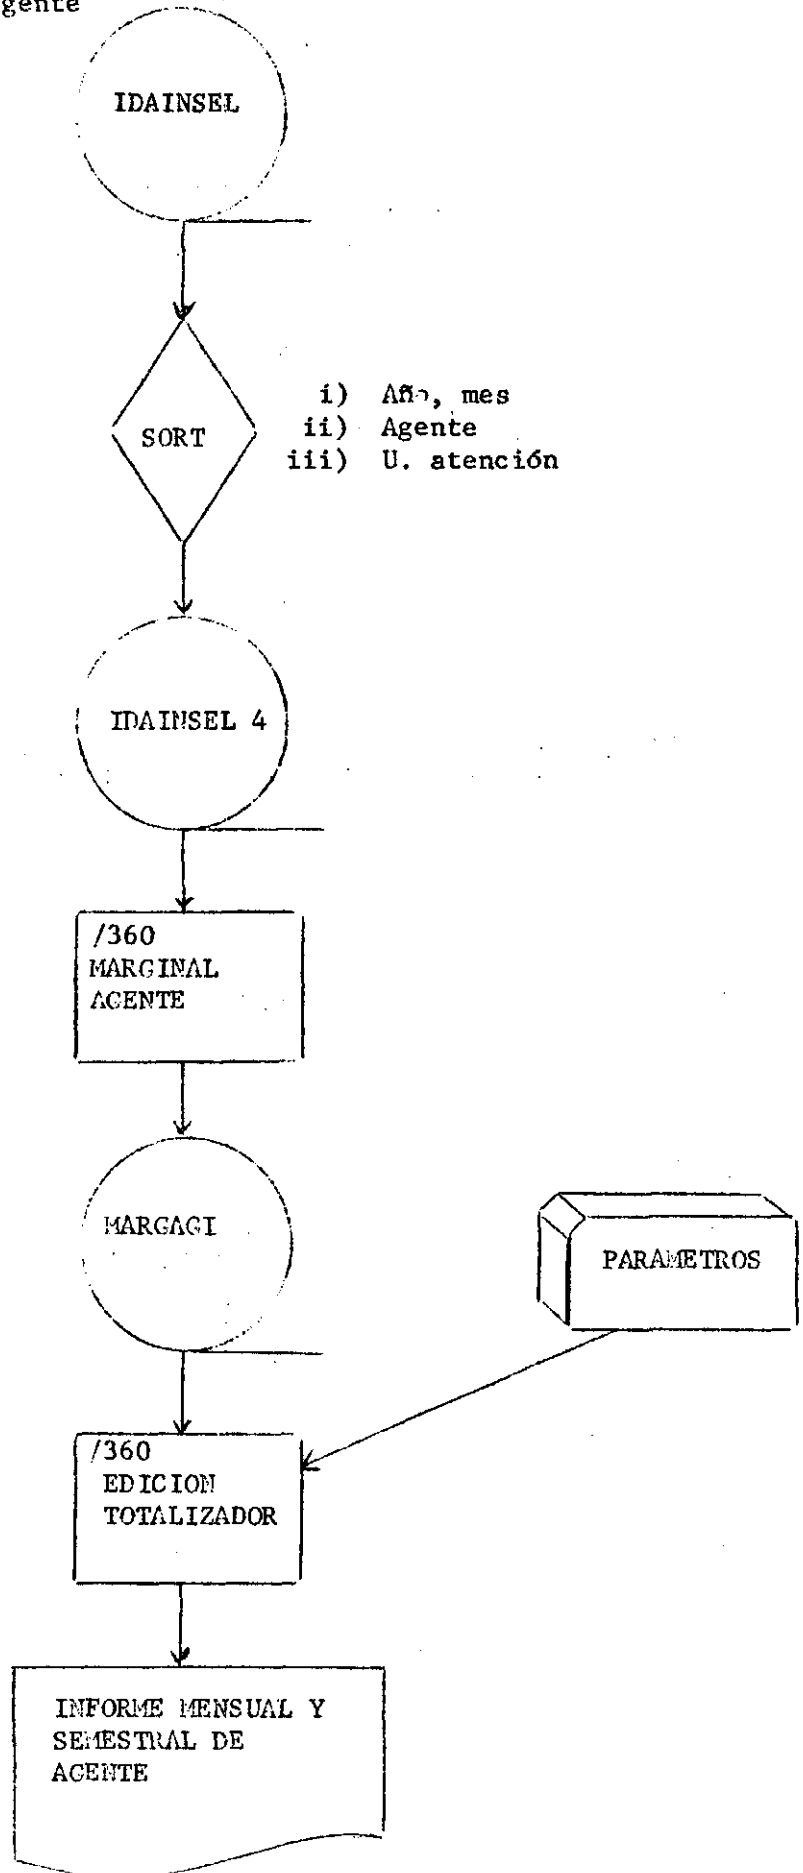 gente
IDAINSEL
SORT
i) Año, mes
ii) Agente
iii) U. atención
IDAINSEL 4
/360
MARGINAL
AGENTE
MARGAGI
PARAMETROS
/360
EDICION
TOTALIZADOR
INFORME MENSUAL Y
SEMESTRAL DE
AGENTE